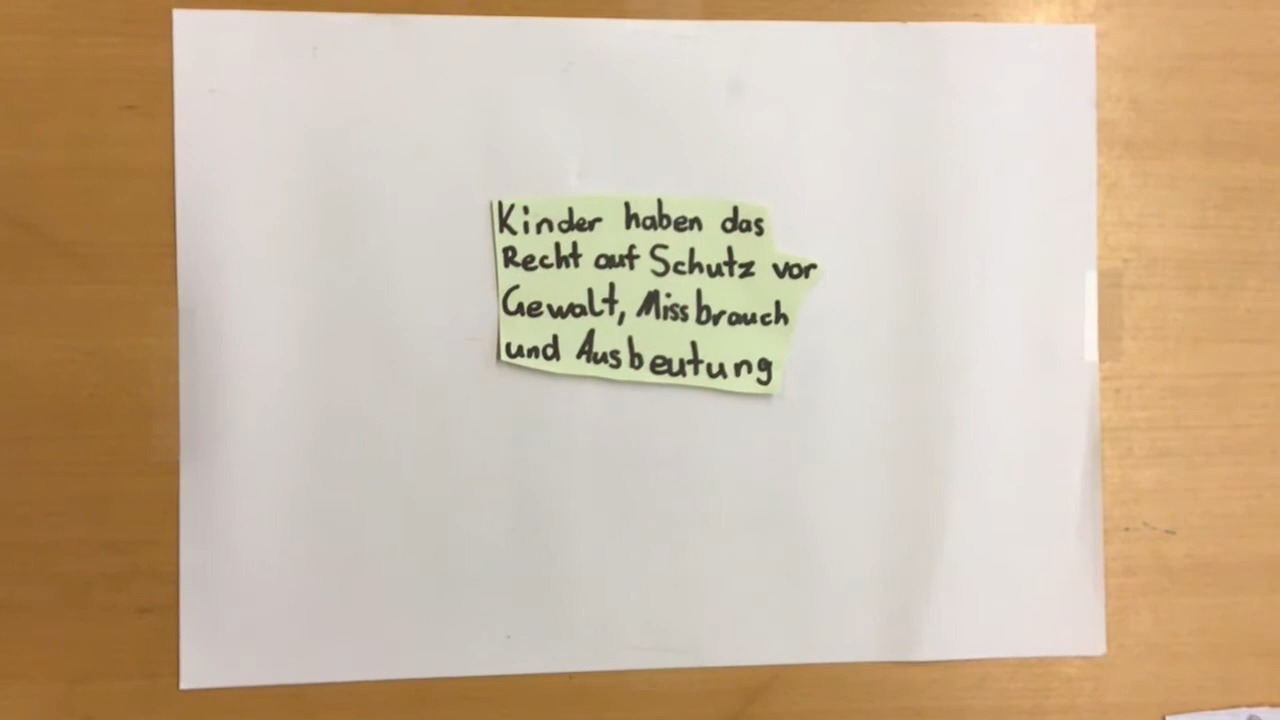 Kinder haben das
Recht auf Schutz vor
Gewalt, Missbrauch
und Ausbeutung